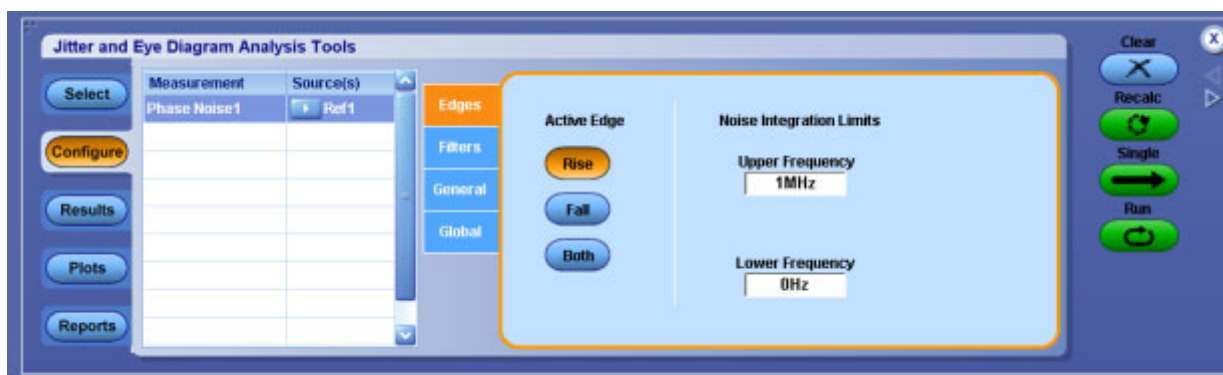 Jitter and Eye Diagram Analysis Tools
Select
Configure
Results
Plots
Reports
Measurement Source(s)
Phase Noise1 Ref1
Edges
Filters
General
Global
Active Edge
Rise
Fall
Both
Noise Integration Limits
Upper Frequency
1MHz
Lower Frequency
0Hz
Clear
X
Recalc
Single
Run